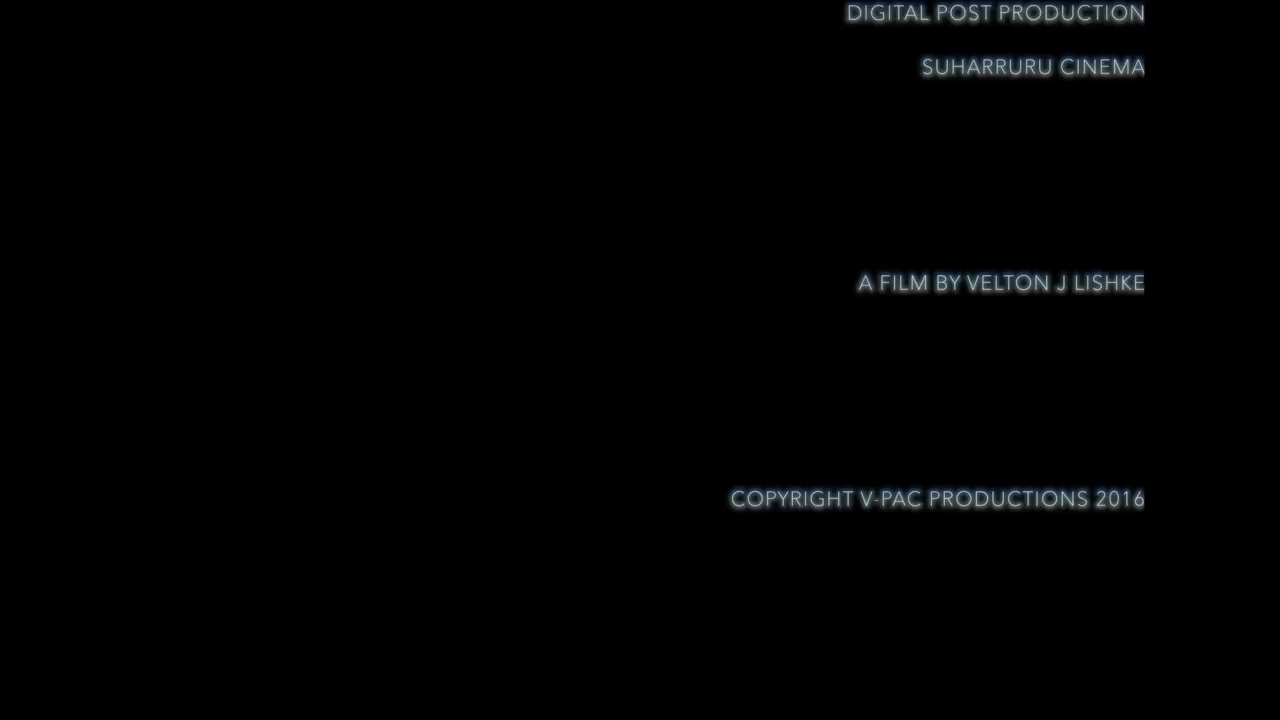 DIGITAL POST PRODUCTION
SUHARRURU CINEMA
A FILM BY VELTON J LISHKE
COPYRIGHT V-PAC PRODUCTIONS 2016